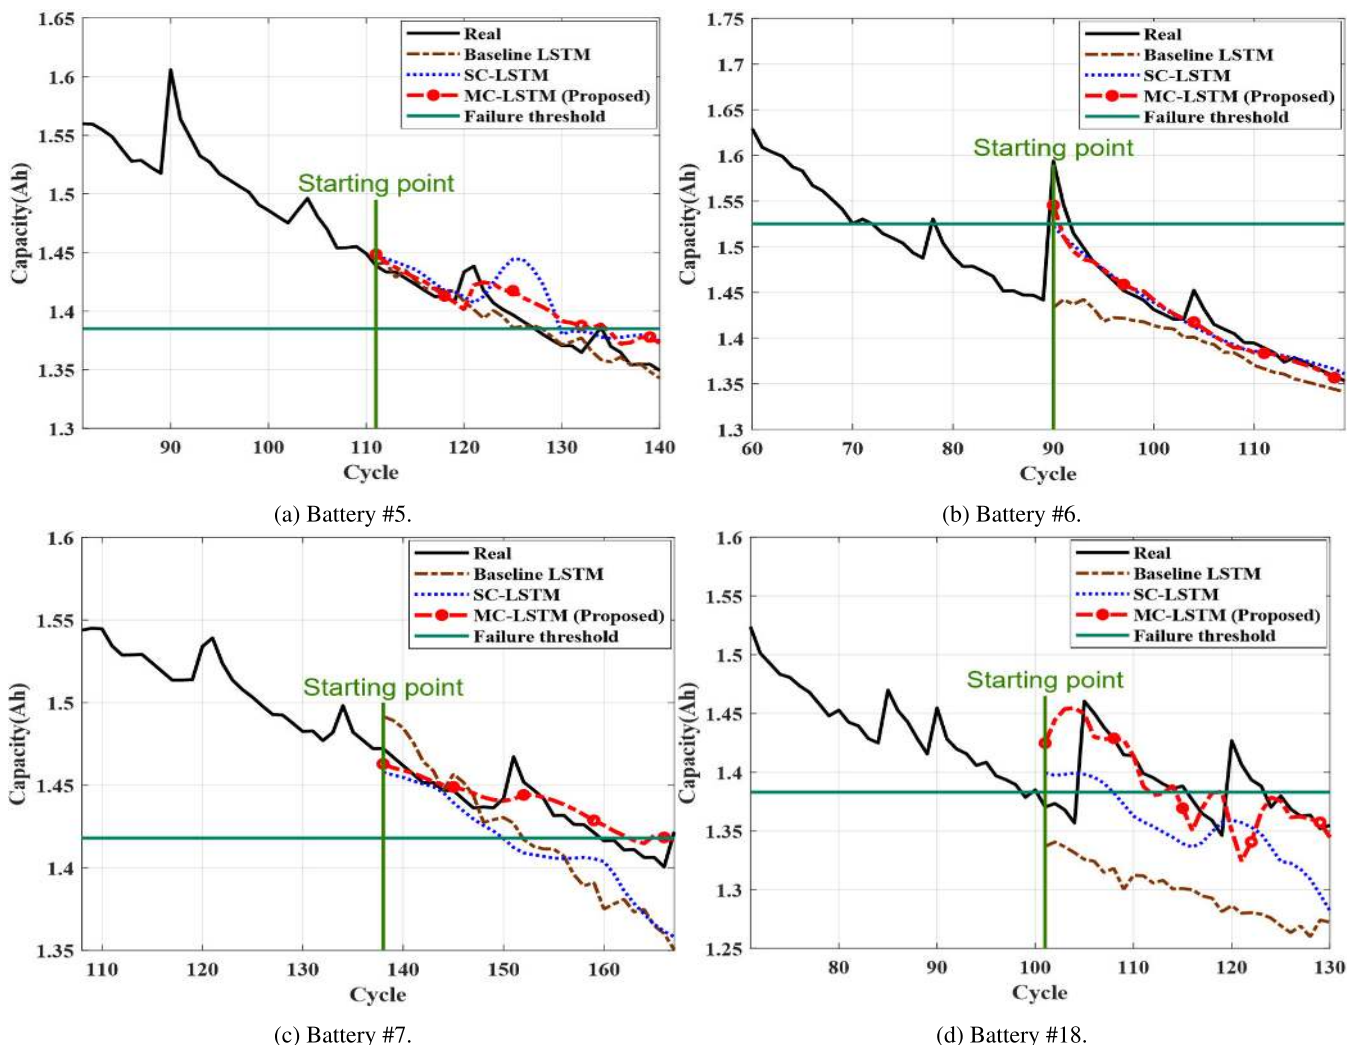 1.65
1.6
1.55
1.5
1.45
1.4
1.35
1.3
Capacity(Ah)
Real
Baseline LSTM
SC-LSTM
MC-LSTM (Proposed)
Failure threshold
Starting point
90 100 110 120 130 140
Cycle
(a) Battery #5.
1.75
1.7
1.65
1.6
1.55
1.5
1.45
1.4
1.35
1.3
Capacity(Ah)
Real
Baseline LSTM
SC-LSTM
MC-LSTM (Proposed)
Failure threshold
Starting point
60 70 80 90 100 110
Cycle
(b) Battery #6.
1.6
1.55
1.5
1.45
1.4
1.35
Capacity(Ah)
Real
Baseline LSTM
SC-LSTM
MC-LSTM (Proposed)
Failure threshold
Starting point
110 120 130 140 150 160
Cycle
(c) Battery #7.
1.6
1.55
1.5
1.45
1.4
1.35
1.3
1.25
Capacity(Ah)
Real
Baseline LSTM
SC-LSTM
MC-LSTM (Proposed)
Failure threshold
Starting point
80 90 100 110 120 130
Cycle
(d) Battery #18.